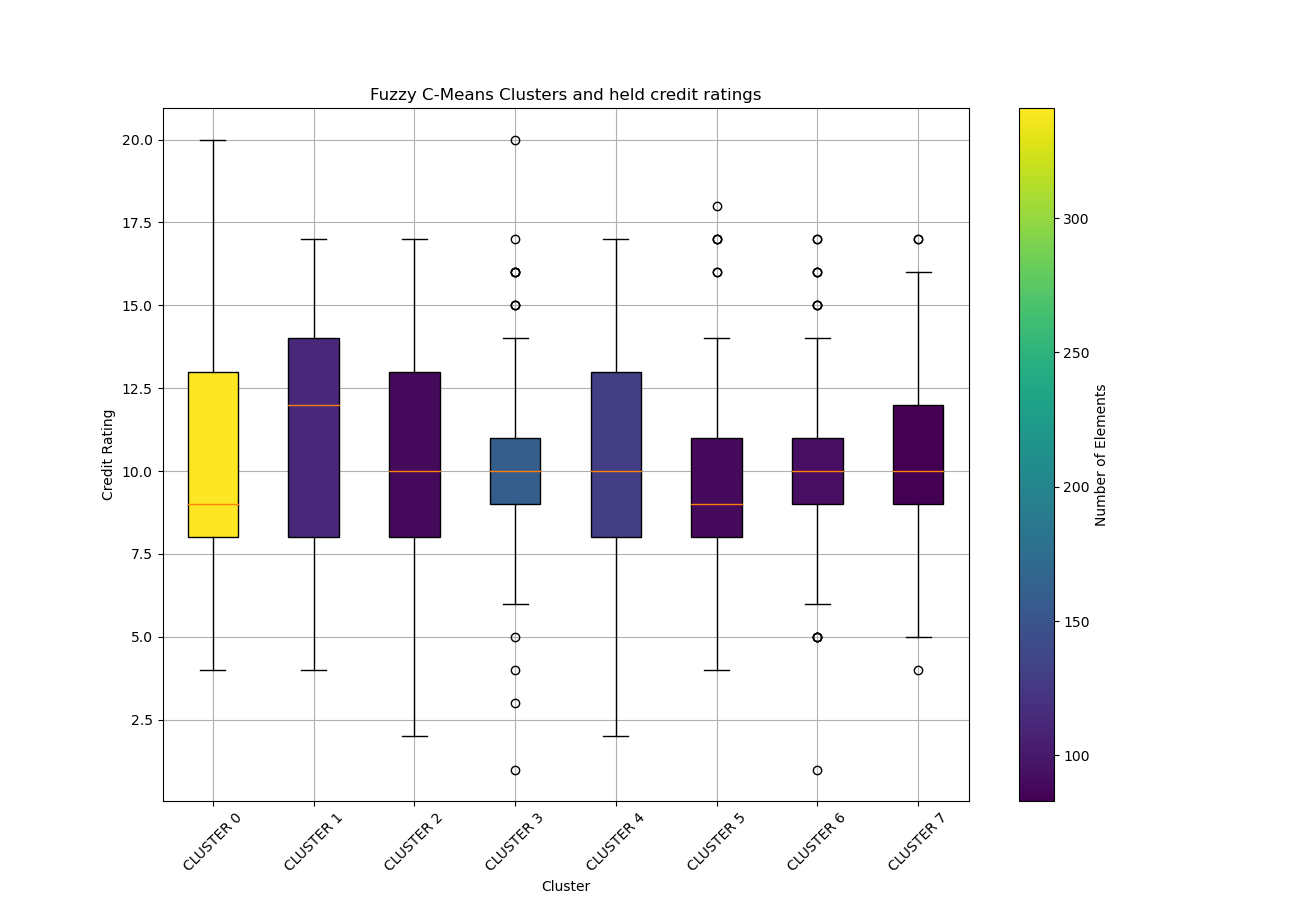 Fuzzy C-Means Clusters and held credit ratings
20.0
17.5
15.0
12.5
10.0
7.5
5.0
2.5
Credit Rating
CLUSTER 0
CLUSTER 1
CLUSTER 2
CLUSTER 3
CLUSTER 4
CLUSTER 5
CLUSTER 6
CLUSTER 7
Cluster
300
250
200
150
100
Number of Elements